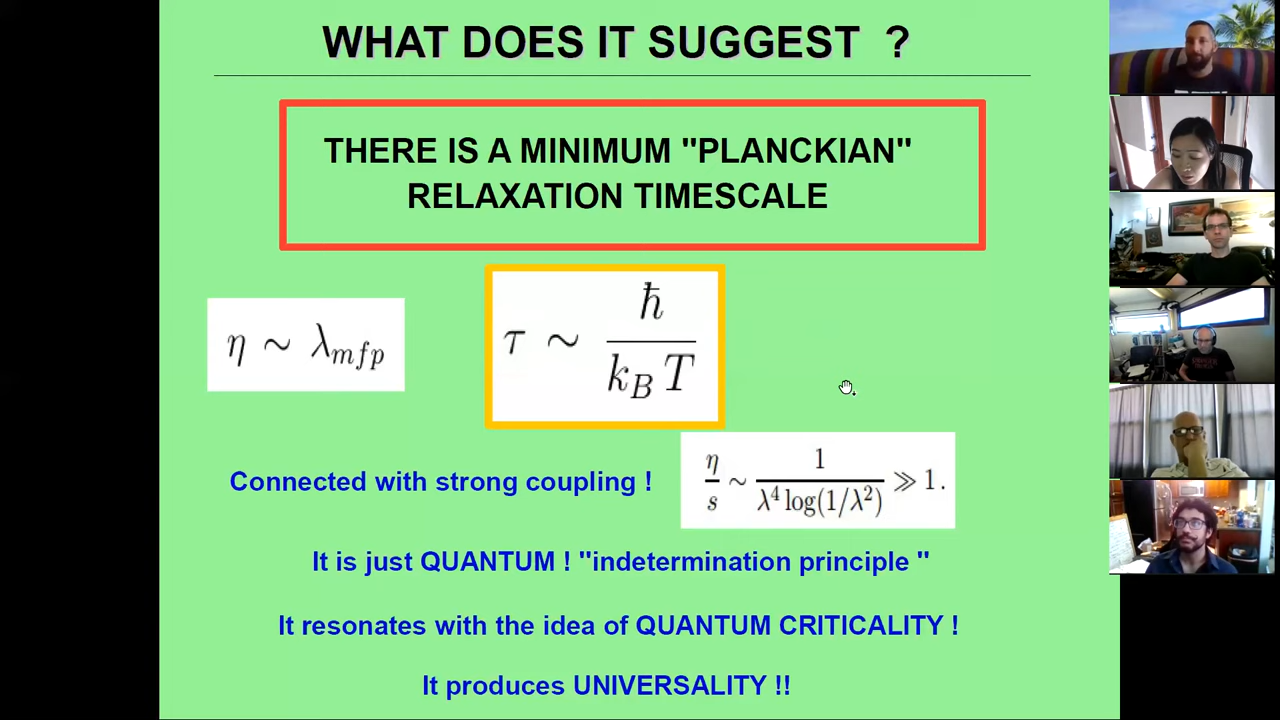 WHAT DOES IT SUGGEST ?
THERE IS A MINIMUM "PLANCKIAN"
RELAXATION TIMESCALE
η ∼ λ_{mfp}
τ ∼ ħ / (k_B T)
Connected with strong coupling !
η/s ∼ 1 / (λ⁴ log(1/λ²)) ≫ 1 .
It is just QUANTUM ! "indetermination principle "
It resonates with the idea of QUANTUM CRITICALITY !
It produces UNIVERSALITY !!